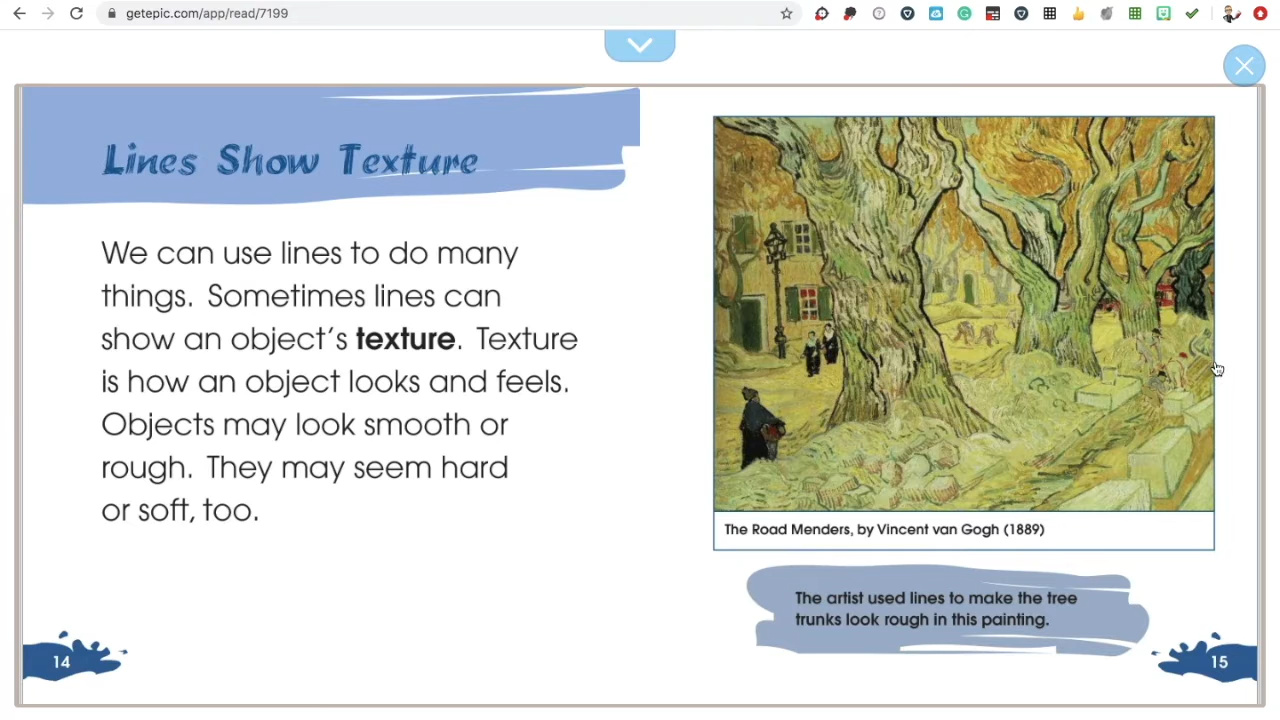 getepic.com/app/read/7199
Lines Show Texture
We can use lines to do many
things. Sometimes lines can
show an object's texture. Texture
is how an object looks and feels.
Objects may look smooth or
rough. They may seem hard
or soft, too.
14
The Road Menders, by Vincent van Gogh (1889)
The artist used lines to make the tree
trunks look rough in this painting.
15